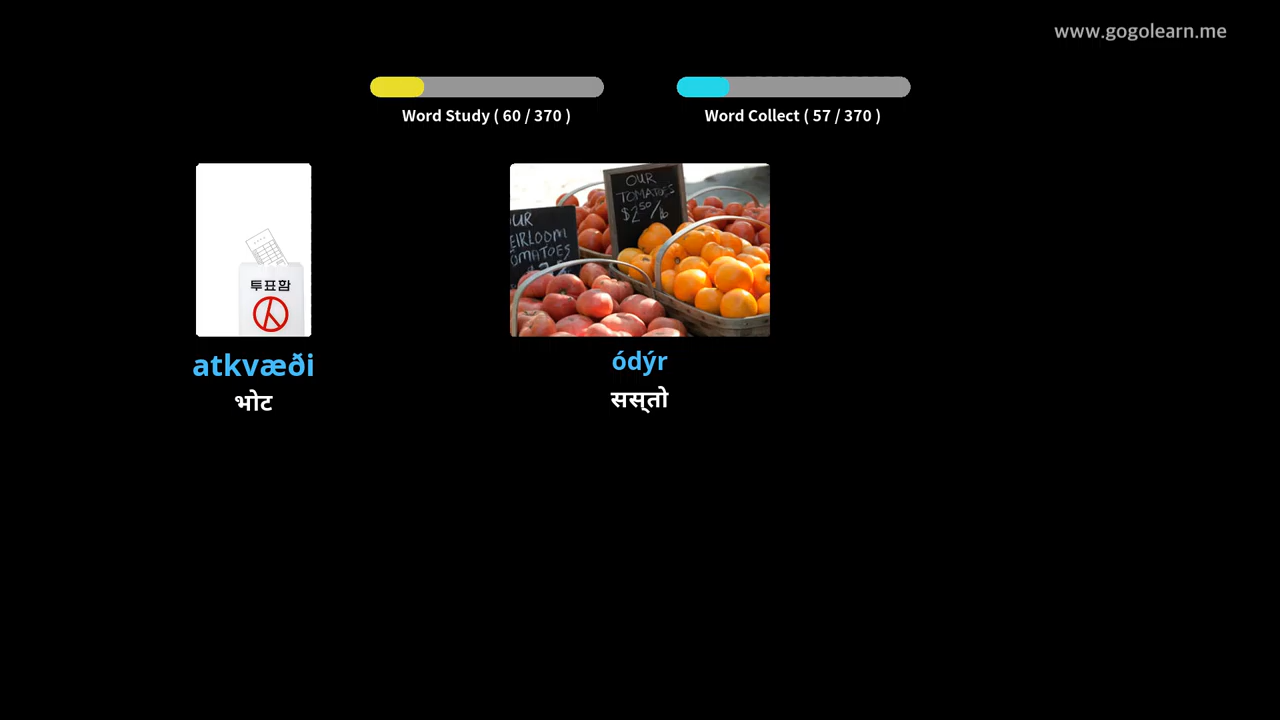 www.gogolearn.me
Word Study ( 60 / 370 )
Word Collect ( 57 / 370 )
투표함
OUR
TOMATOES
$2.50/lb
OUR
HEIRLOOM
TOMATOES
atkvæði
भोट
ódýr
सस्तो